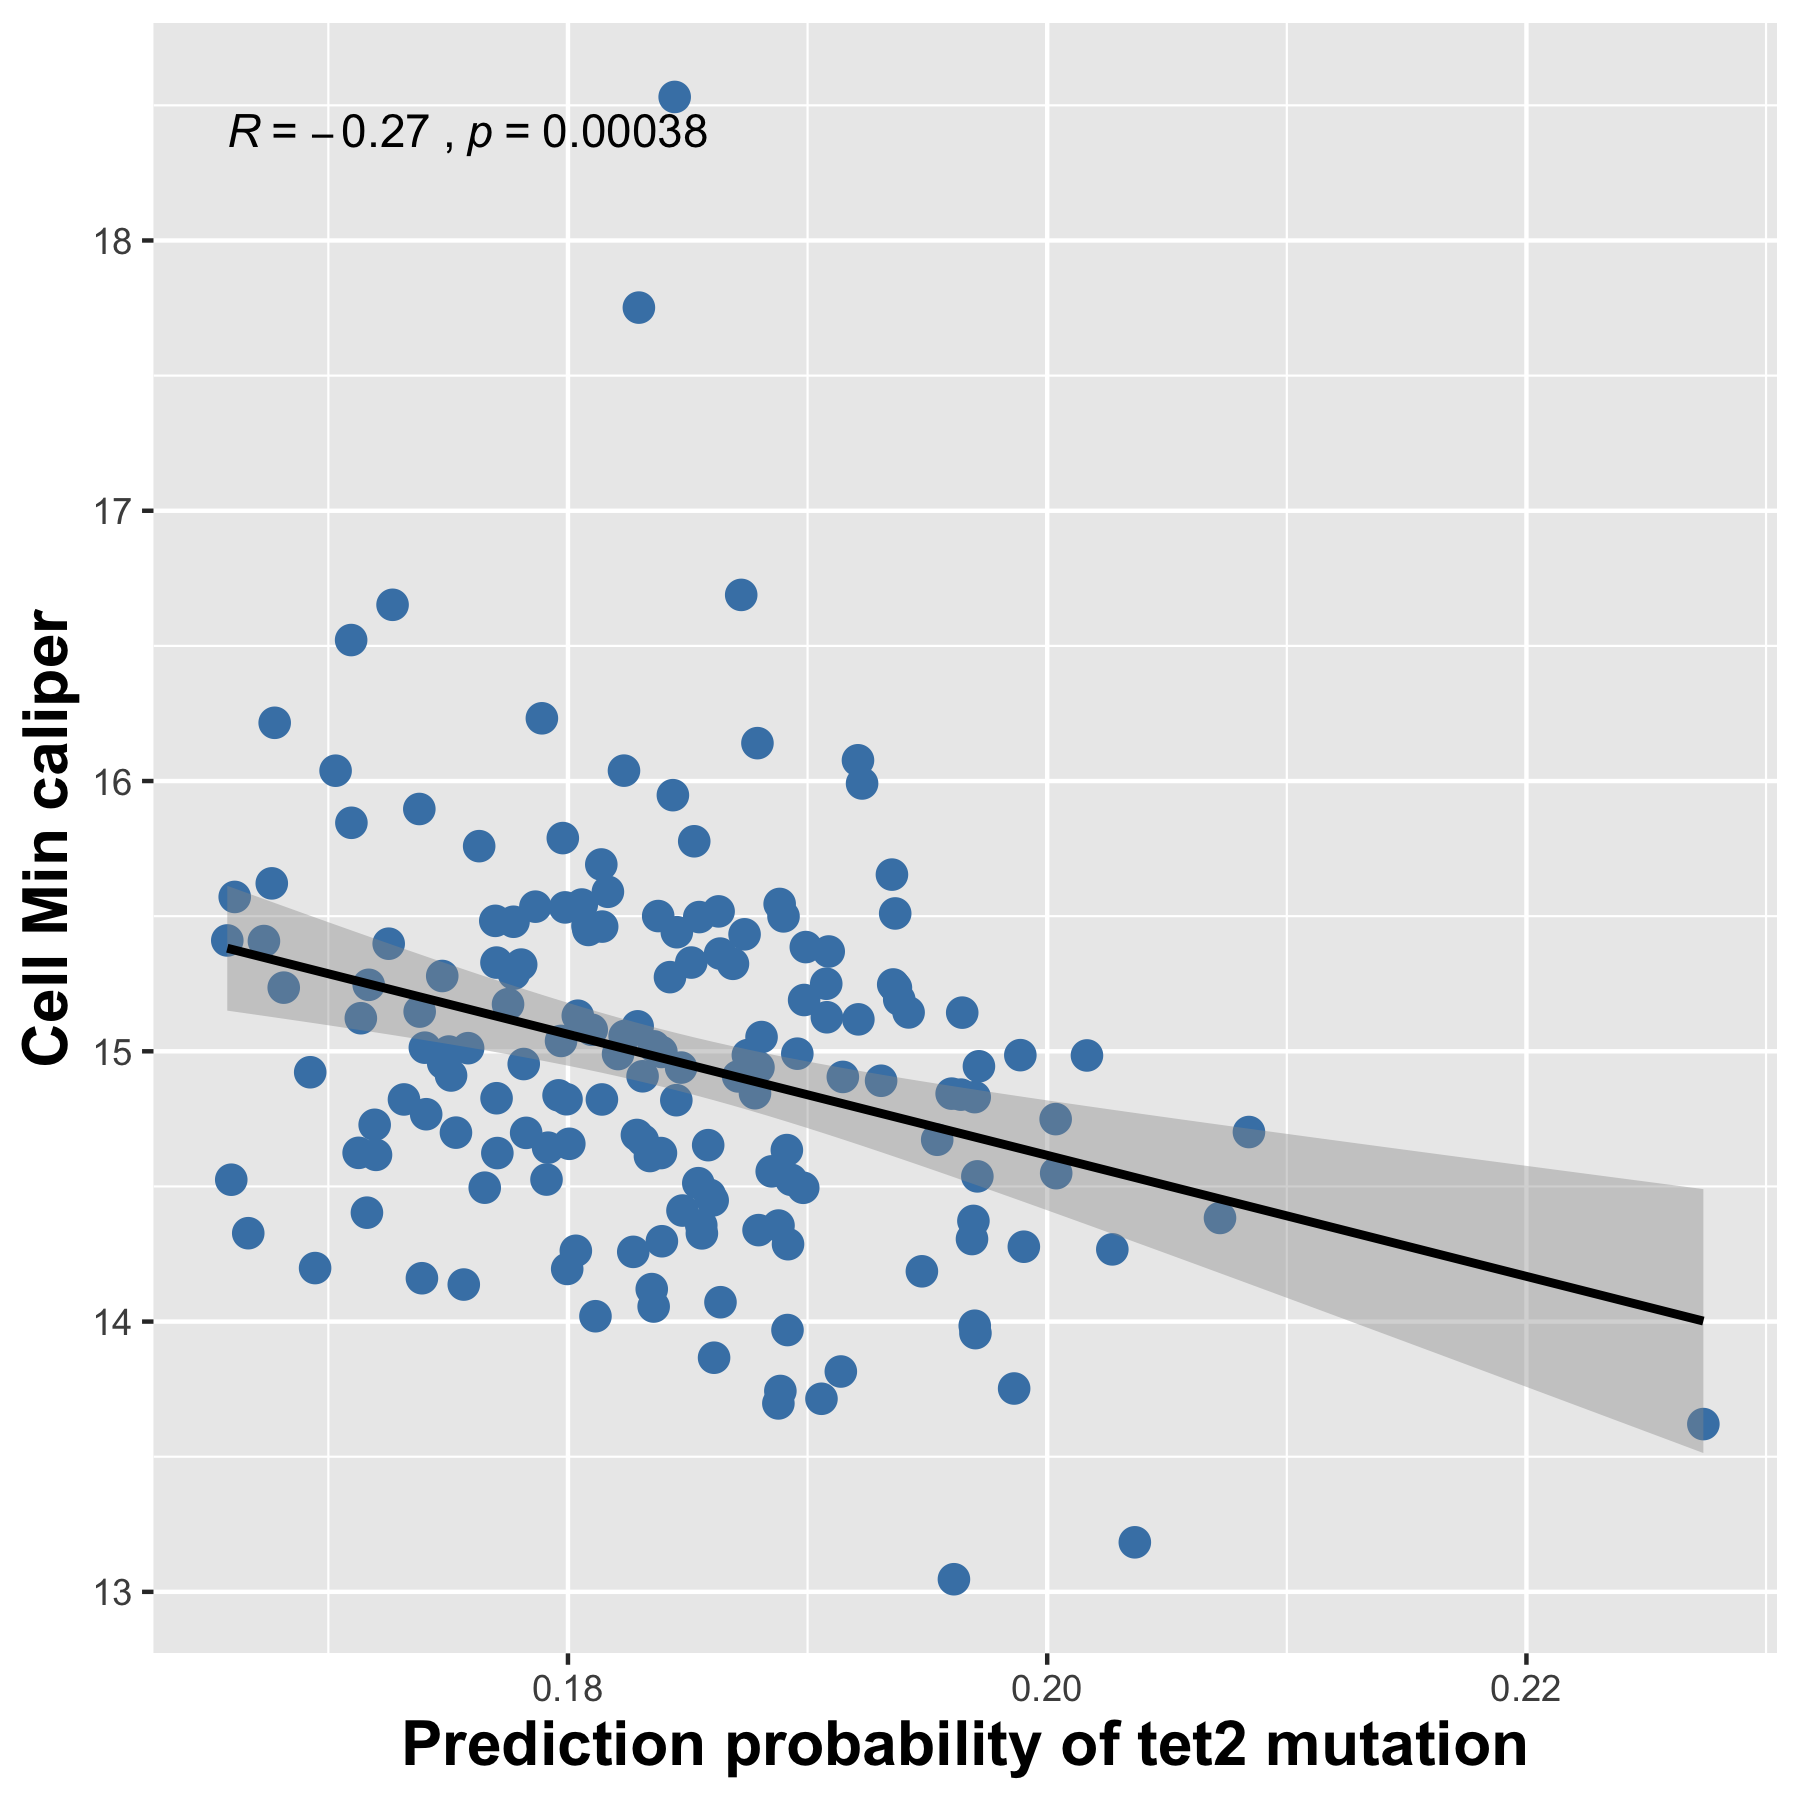 R = −0.27 , p = 0.00038
18
17
16
15
14
13
Cell Min caliper
0.18 0.20 0.22
Prediction probability of tet2 mutation